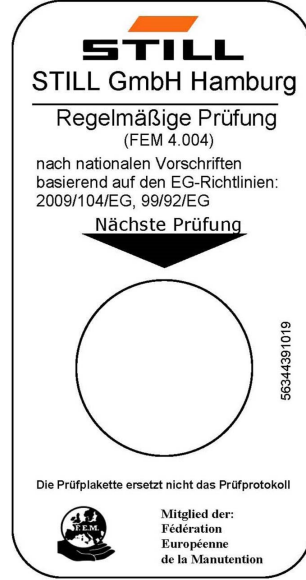 STILL
STILL GmbH Hamburg
Regelmäßige Prüfung
(FEM 4.004)
nach nationalen Vorschriften
basierend auf den EG-Richtlinien:
2009/104/EG, 99/92/EG
Nächste Prüfung
56344391019
Die Prüfplakette ersetzt nicht das Prüfprotokoll
F.E.M.
Mitglied der:
Fédération
Européenne
de la Manutention